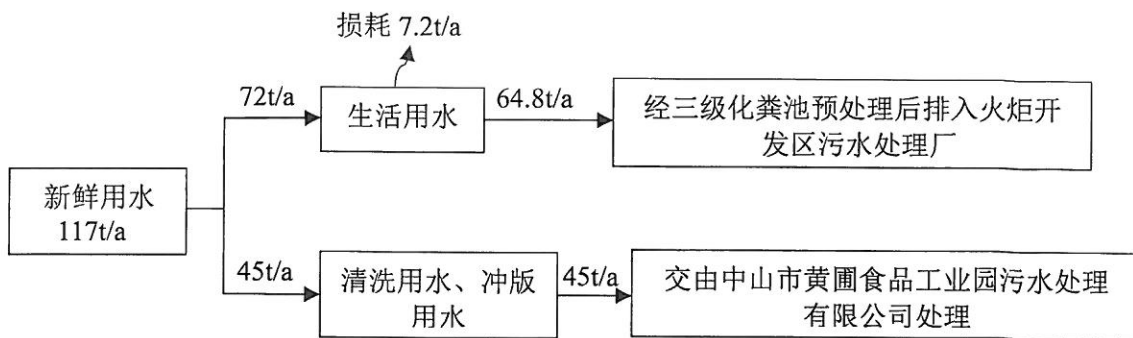 损耗 7.2t/a
72t/a
生活用水
64.8t/a
经三级化粪池预处理后排入火炬开
发区污水处理厂
新鲜用水
117t/a
45t/a
清洗用水、冲版
用水
45t/a
交由中山市黄圃食品工业园污水处理
有限公司处理